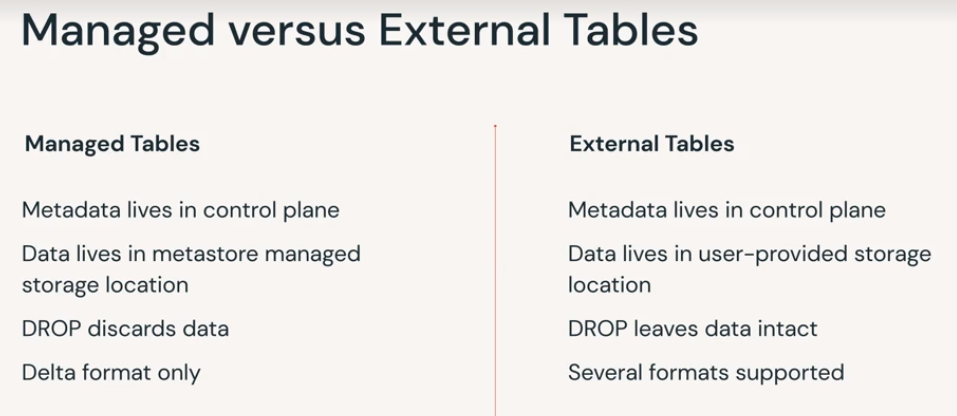 Managed versus External Tables
Managed Tables
Metadata lives in control plane
Data lives in metastore managed
storage location
DROP discards data
Delta format only
External Tables
Metadata lives in control plane
Data lives in user-provided storage
location
DROP leaves data intact
Several formats supported